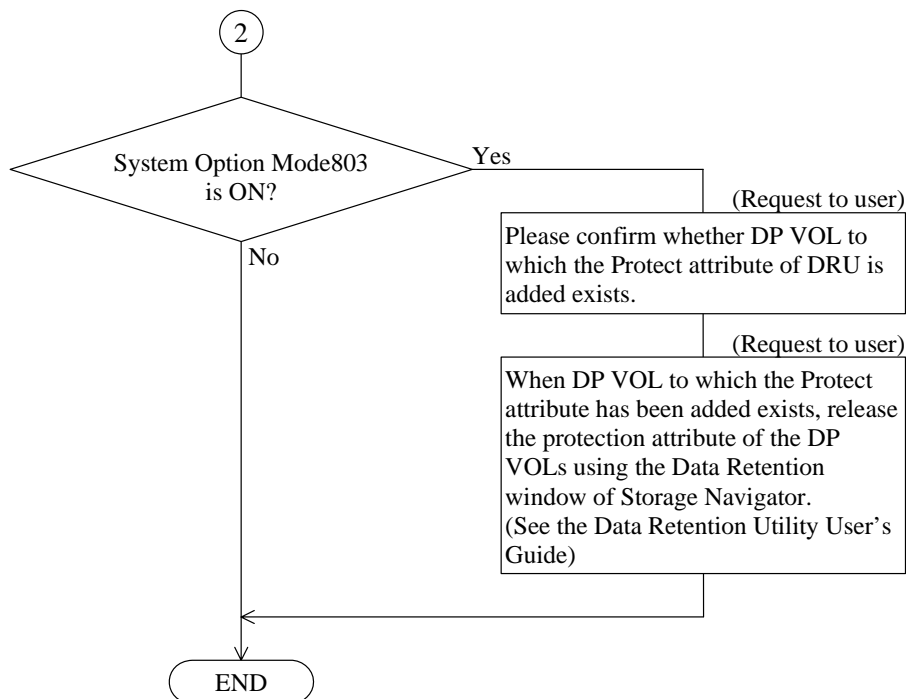 2
System Option Mode803
is ON?
Yes
No
(Request to user)
Please confirm whether DP VOL to
which the Protect attribute of DRU is
added exists.
(Request to user)
When DP VOL to which the Protect
attribute has been added exists, release
the protection attribute of the DP
VOLs using the Data Retention
window of Storage Navigator.
(See the Data Retention Utility User’s
Guide)
END